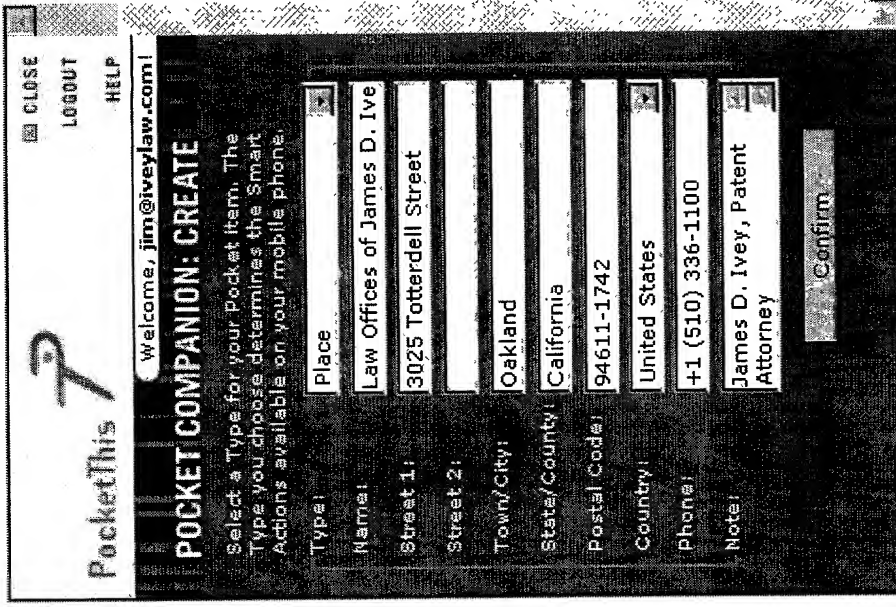 PocketThis
CLOSE
LOGOUT
HELP
Welcome, jim@iveylaw.com!
POCKET COMPANION: CREATE
Select a Type for your Pocket item. The
Type you choose determines the Smart
Actions available on your mobile phone.
Type: Place
Name: Law Offices of James D. Ive
Street 1: 3025 Totterdell Street
Street 2:
Town/City: Oakland
State/County: California
Postal Code: 94611-1742
Country: United States
Phone: +1 (510) 336-1100
Note: James D. Ivey, Patent
Attorney
Confirm